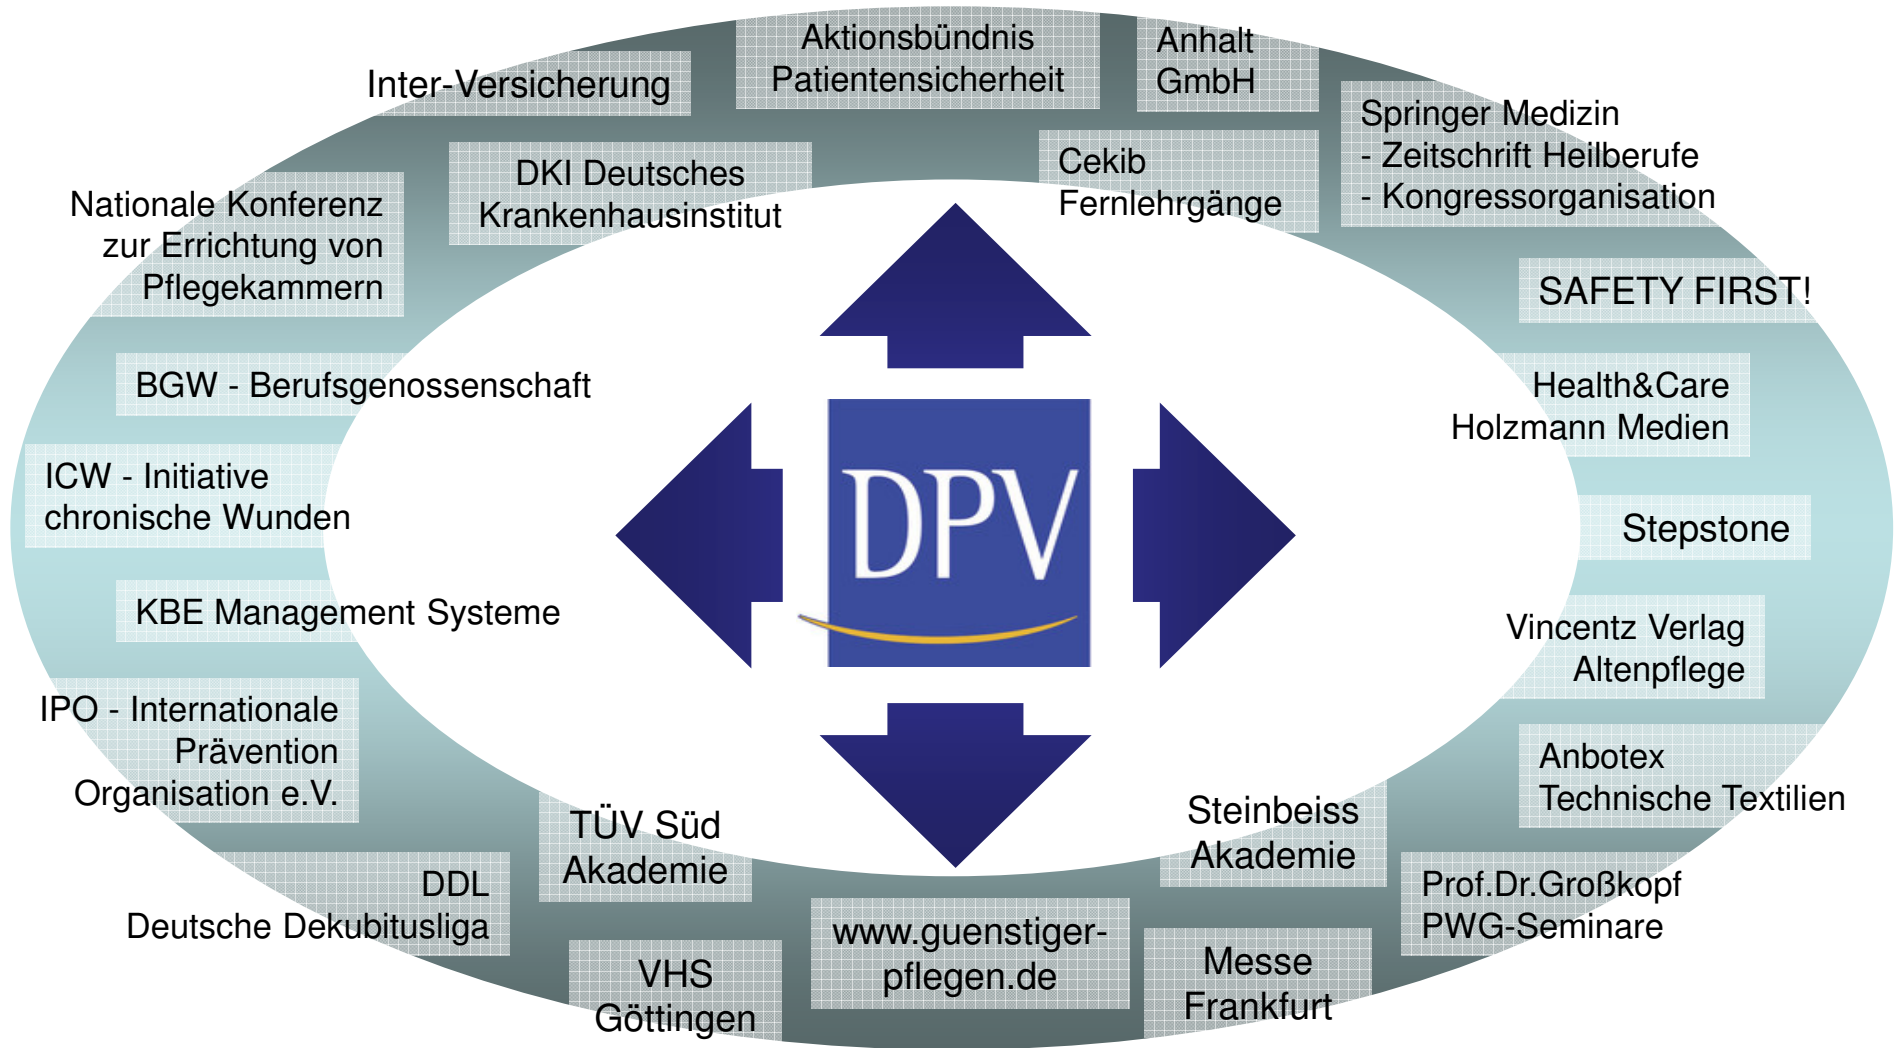 Aktionsbündnis
Patientensicherheit
Anhalt
GmbH
Inter-Versicherung
Springer Medizin
- Zeitschrift Heilberufe
- Kongressorganisation
DKI Deutsches
Krankenhausinstitut
Cekib
Fernlehrgänge
Nationale Konferenz
zur Errichtung von
Pflegekammern
SAFETY FIRST!
BGW - Berufsgenossenschaft
Health&Care
Holzmann Medien
ICW - Initiative
chronische Wunden
DPV
Stepstone
KBE Management Systeme
Vincentz Verlag
Altenpflege
IPO - Internationale
Prävention
Organisation e.V.
Anbotex
Technische Textilien
TÜV Süd
Akademie
Steinbeiss
Akademie
DDL
Deutsche Dekubitusliga
Prof.Dr.Großkopf
PWG-Seminare
www.guenstiger-
pflegen.de
VHS
Göttingen
Messe
Frankfurt